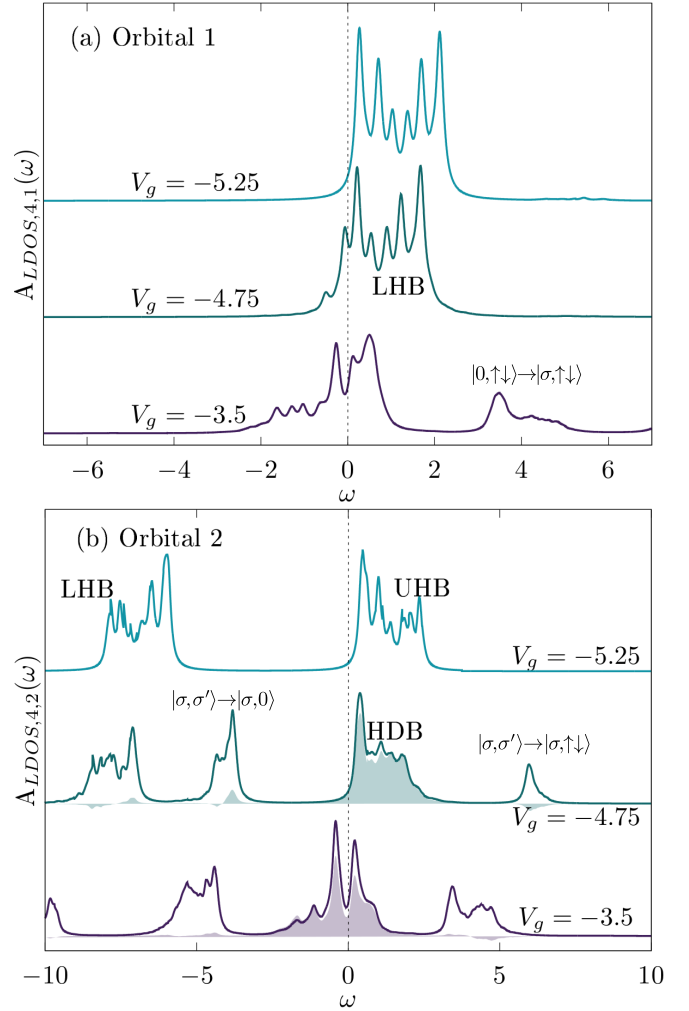 (a) Orbital 1
A_{LDOS,4,1}(ω)
V_g = −5.25
V_g = −4.75
LHB
|0,↑↓⟩→|σ,↑↓⟩
V_g = −3.5
−6 −4 −2 0 2 4 6
ω
(b) Orbital 2
A_{LDOS,4,2}(ω)
LHB UHB
V_g = −5.25
|σ,σ′⟩→|σ,0⟩
HDB |σ,σ′⟩→|σ,↑↓⟩
V_g = −4.75
V_g = −3.5
−10 −5 0 5 10
ω